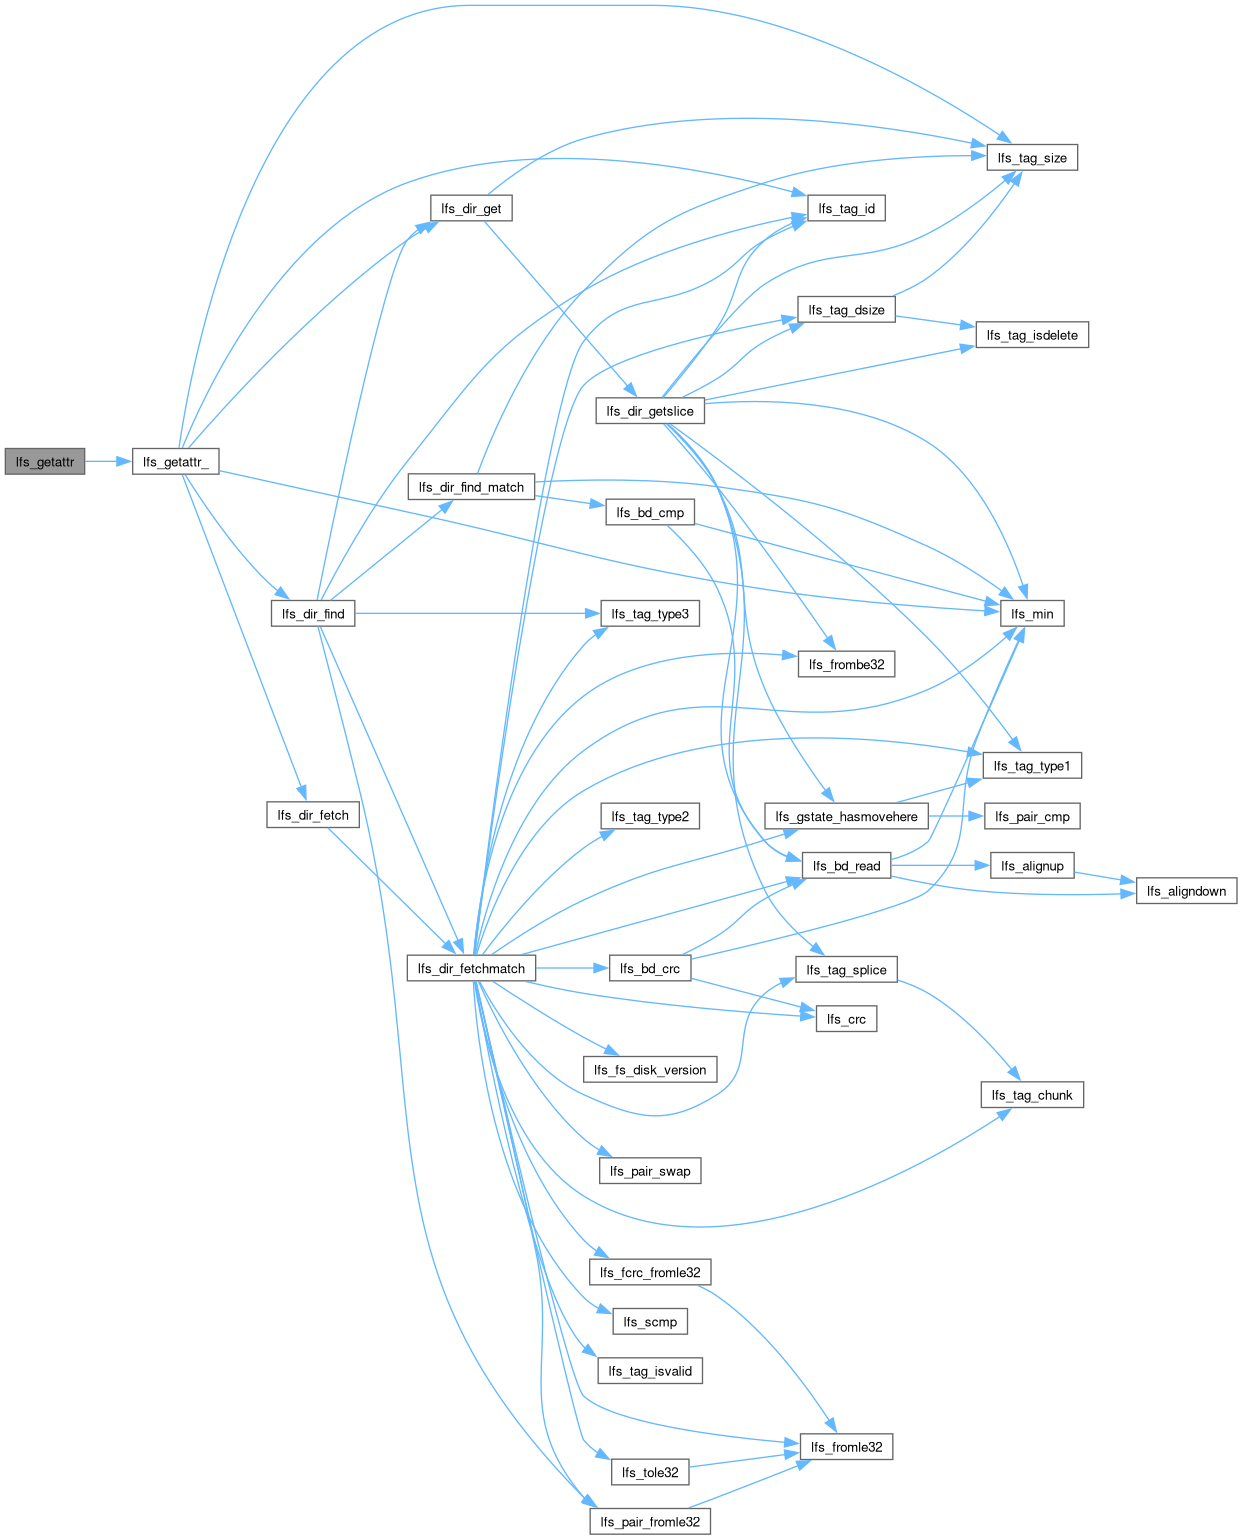 lfs_tag_size
lfs_dir_get
lfs_tag_id
lfs_tag_dsize
lfs_tag_isdelete
lfs_dir_getslice
lfs_getattr
lfs_getattr_
lfs_dir_find_match
lfs_bd_cmp
lfs_dir_find
lfs_tag_type3
lfs_min
lfs_frombe32
lfs_tag_type1
lfs_dir_fetch
lfs_tag_type2
lfs_gstate_hasmovehere
lfs_pair_cmp
lfs_bd_read
lfs_alignup
lfs_aligndown
lfs_dir_fetchmatch
lfs_bd_crc
lfs_tag_splice
lfs_crc
lfs_fs_disk_version
lfs_tag_chunk
lfs_pair_swap
lfs_fcrc_fromle32
lfs_scmp
lfs_tag_isvalid
lfs_fromle32
lfs_tole32
lfs_pair_fromle32